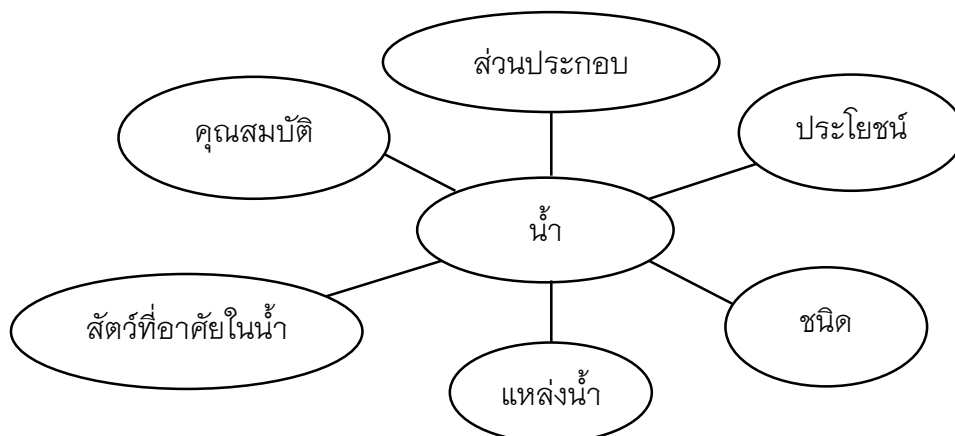 ส่วนประกอบ
คุณสมบัติ
ประโยชน์
น้ำ
สัตว์ที่อาศัยในน้ำ
ชนิด
แหล่งน้ำ